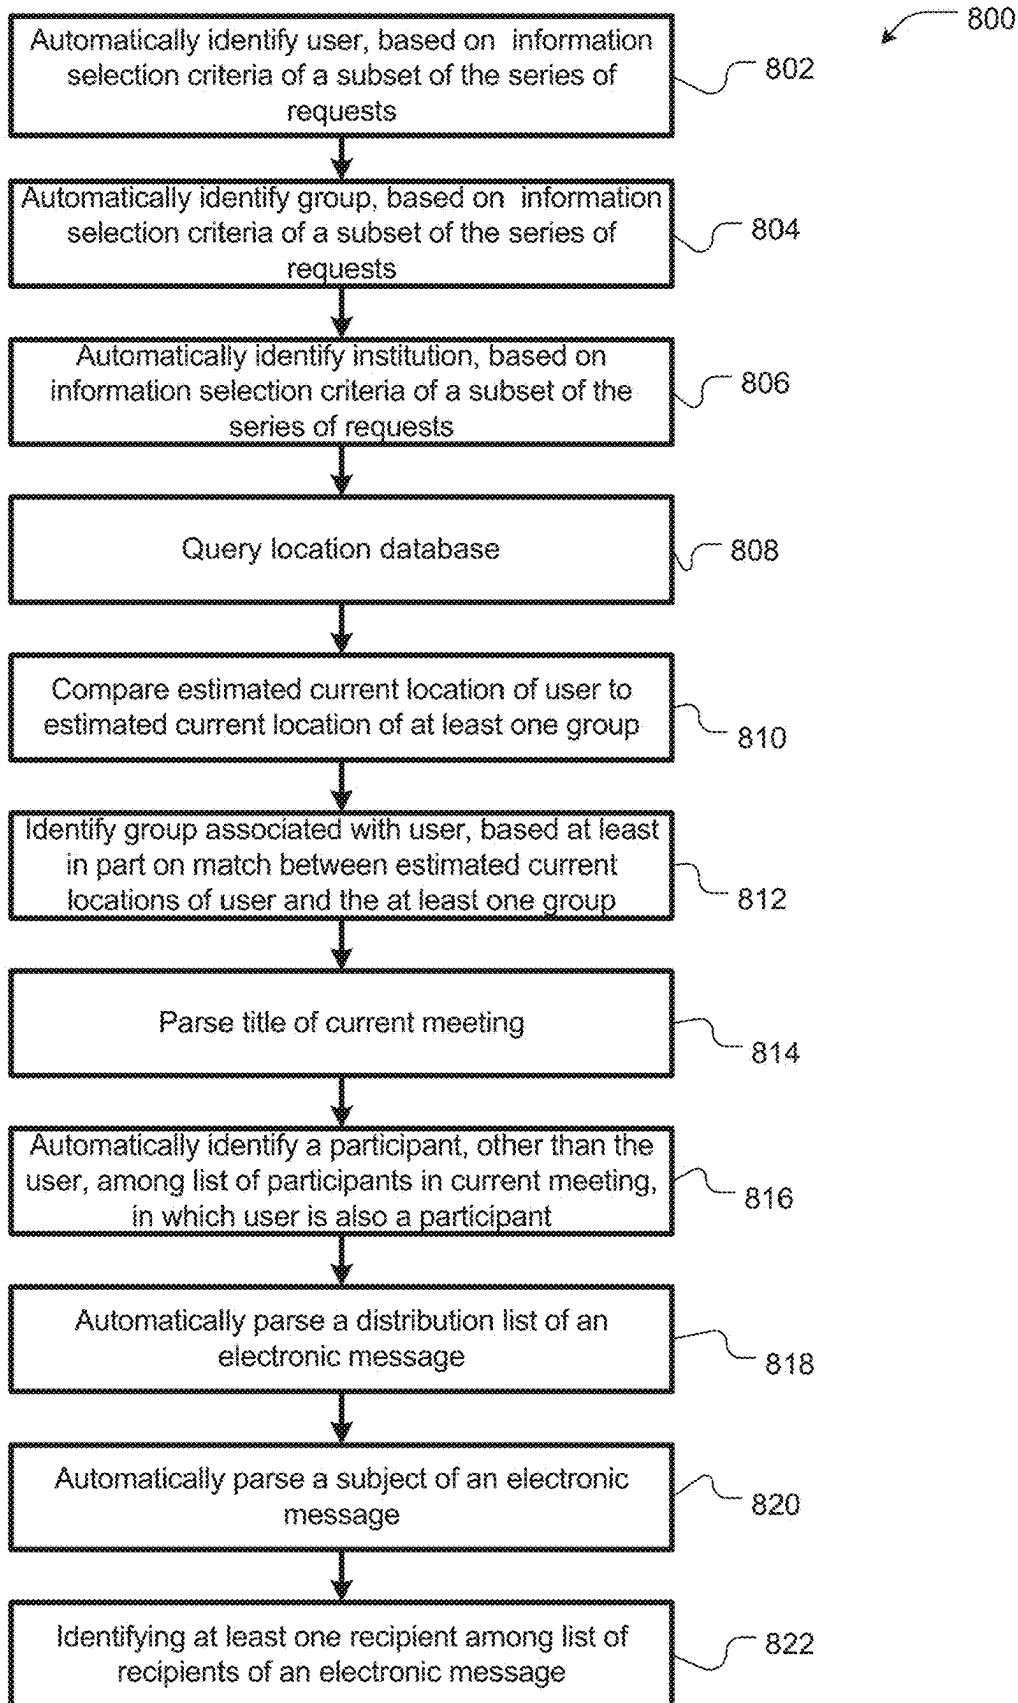 800
Automatically identify user, based on information
selection criteria of a subset of the series of
requests
802
Automatically identify group, based on information
selection criteria of a subset of the series of
requests
804
Automatically identify institution, based on
information selection criteria of a subset of the
series of requests
806
Query location database
808
Compare estimated current location of user to
estimated current location of at least one group
810
Identify group associated with user, based at least
in part on match between estimated current
locations of user and the at least one group
812
Parse title of current meeting
814
Automatically identify a participant, other than the
user, among list of participants in current meeting,
in which user is also a participant
816
Automatically parse a distribution list of an
electronic message
818
Automatically parse a subject of an electronic
message
820
Identifying at least one recipient among list of
recipients of an electronic message
822